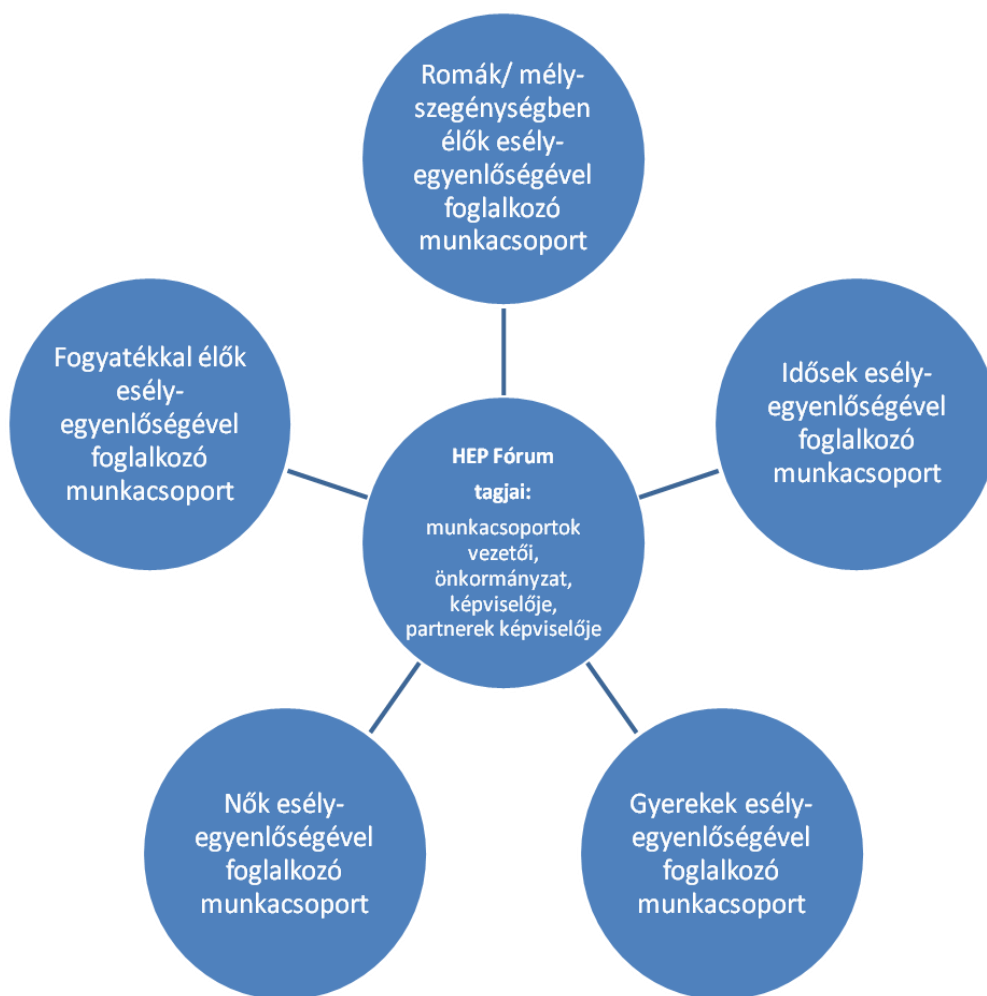 Romák/ mély-
szegénységben
élők esély-
egyenlőségével
foglalkozó
munkacsoport
Fogyatékkal élők
esély-
egyenlőségével
foglalkozó
munkacsoport
Idősek esély-
egyenlőségével
foglalkozó
munkacsoport
HEP Fórum
tagjai:
munkacsoportok
vezetői,
önkormányzat,
képviselője,
partnerek képviselője
Nők esély-
egyenlőségével
foglalkozó
munkacsoport
Gyerekek esély-
egyenlőségével
foglalkozó
munkacsoport